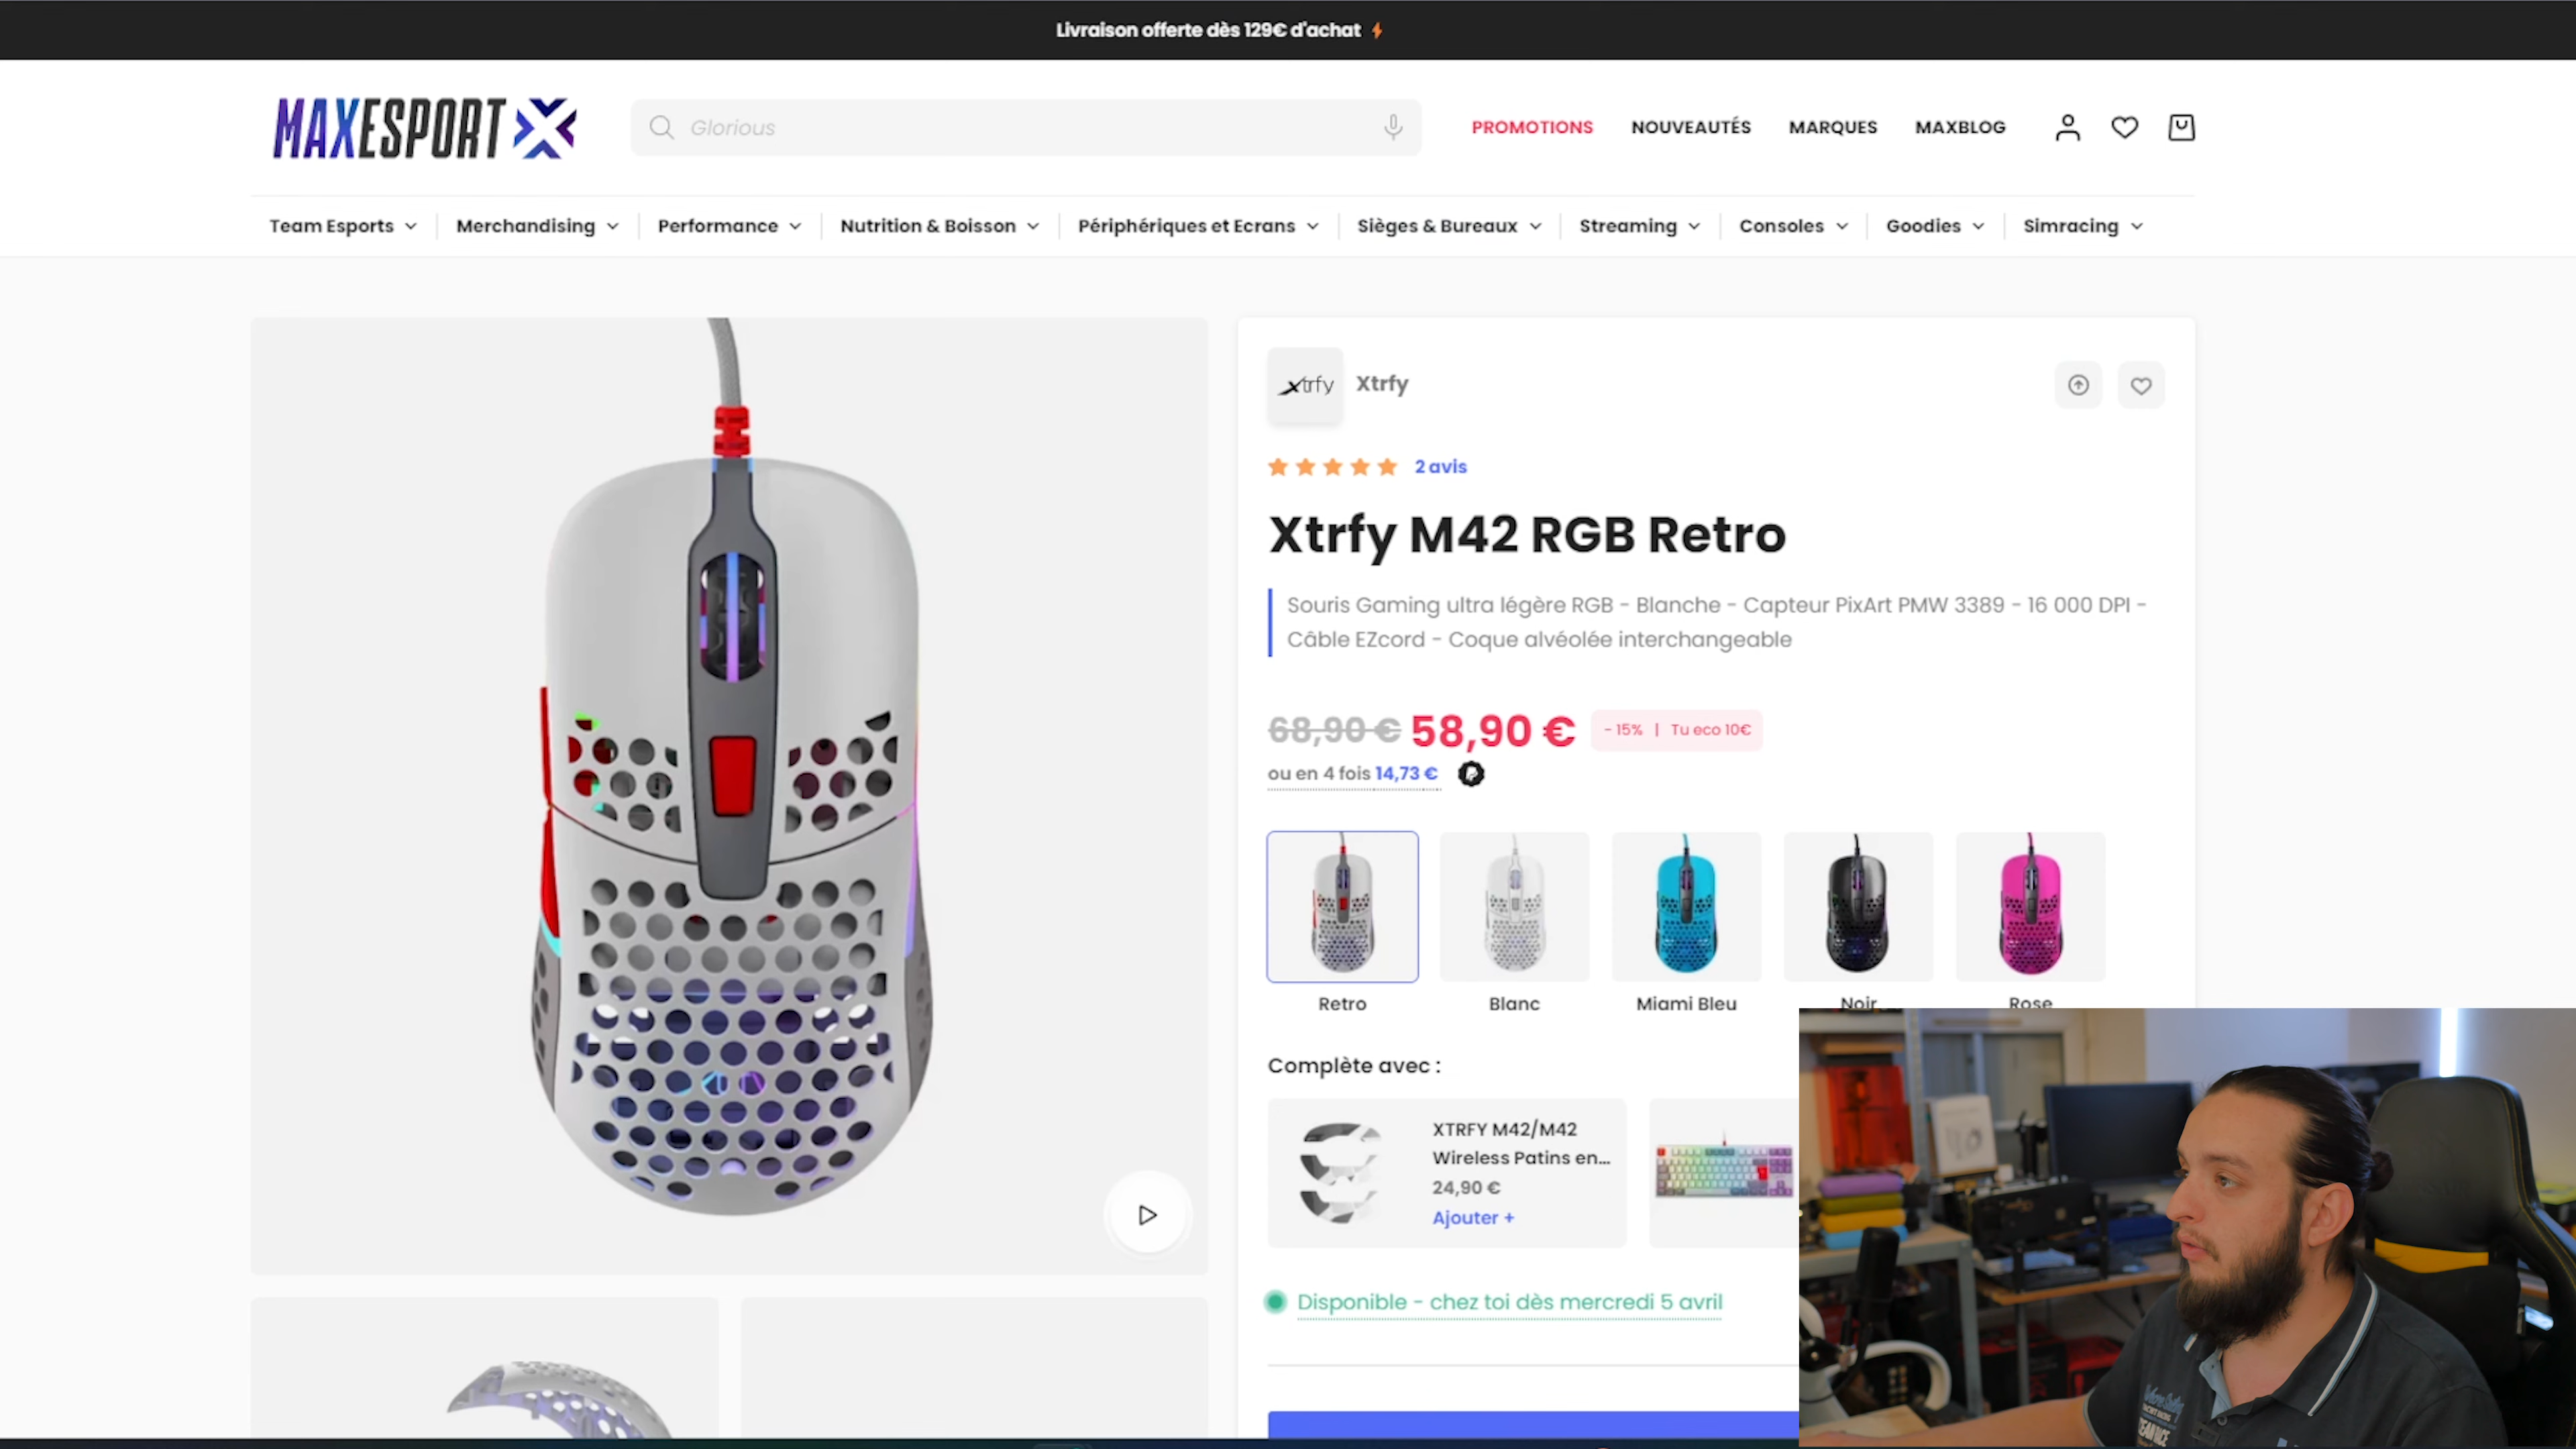 Livraison offerte dès 129€ d'achat
MAXESPORT
Glorious
PROMOTIONS
NOUVEAUTÉS
MARQUES
MAXBLOG
Team Esports
Merchandising
Performance
Nutrition & Boisson
Périphériques et Ecrans
Sièges & Bureaux
Streaming
Consoles
Goodies
Simracing
xtrfy
Xtrfy
2 avis
Xtrfy M42 RGB Retro
Souris Gaming ultra légère RGB - Blanche - Capteur PixArt PMW 3389 - 16 000 DPI -
Câble EZcord - Coque alvéolée interchangeable
68,90 € 58,90 € - 15% | Tu eco 10€
ou en 4 fois 14,73 €
Retro
Blanc
Miami Bleu
Noir
Rose
Complète avec :
XTRFY M42/M42
Wireless Patins en...
24,90 €
Ajouter +
Disponible - chez toi dès mercredi 5 avril